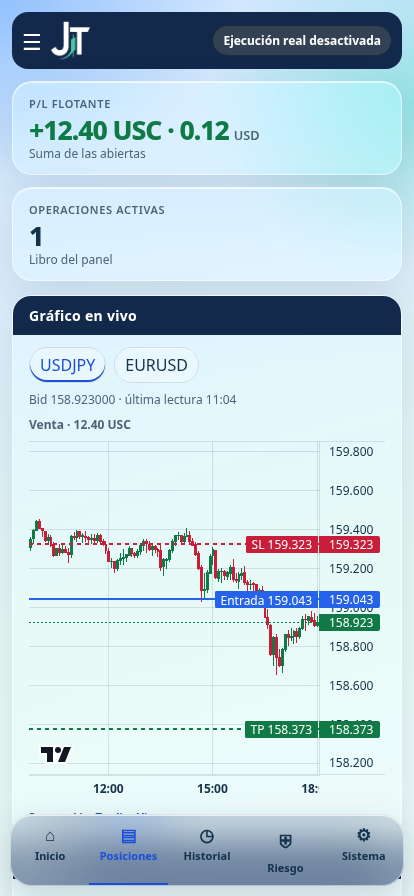 JT
Ejecución real desactivada
P/L FLOTANTE
+12.40 USC · 0.12 USD
Suma de las abiertas
OPERACIONES ACTIVAS
1
Libro del panel
Gráfico en vivo
USDJPY EURUSD
Bid 158.923000 · última lectura 11:04
Venta · 12.40 USC
159.800
159.600
159.400
SL 159.323 159.323
159.200
Entrada 159.043 159.043
158.923
158.800
158.600
TP 158.373 158.373
158.200
12:00 15:00 18:
Inicio Posiciones Historial Riesgo Sistema